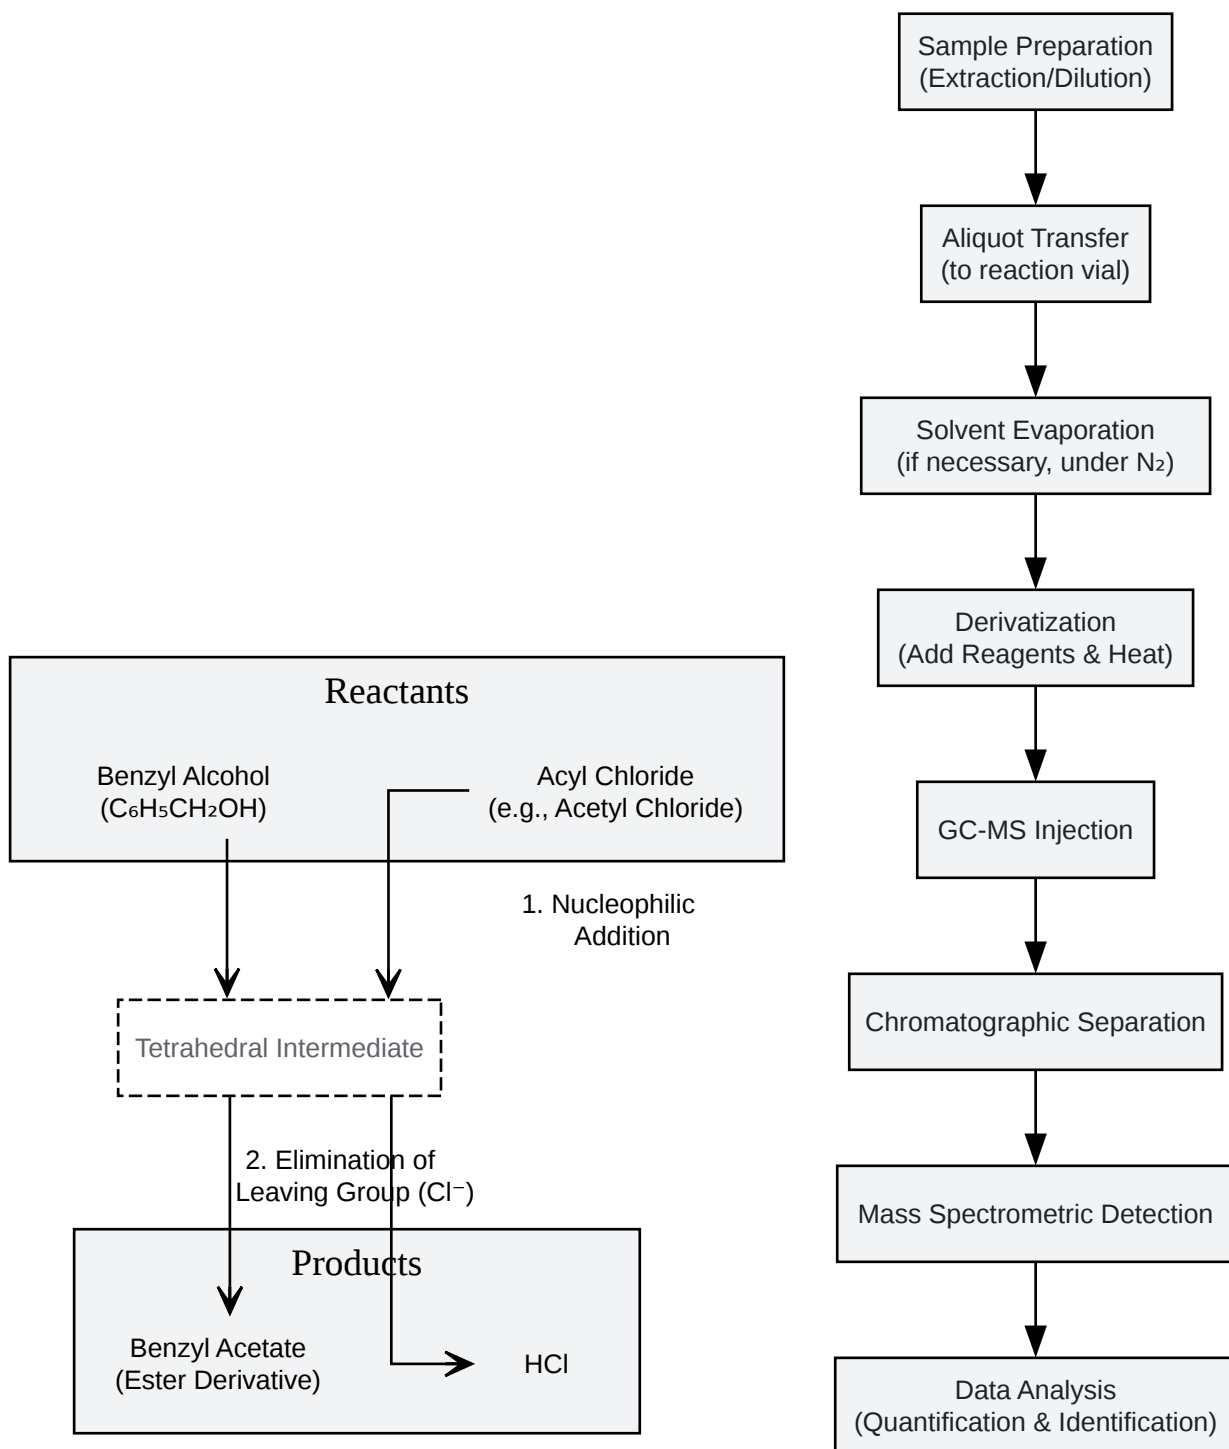 Sample Preparation
(Extraction/Dilution)
Aliquot Transfer
(to reaction vial)
Solvent Evaporation
(if necessary, under N₂)
Derivatization
(Add Reagents & Heat)
GC-MS Injection
Chromatographic Separation
Mass Spectrometric Detection
Data Analysis
(Quantification & Identification)
Reactants
Benzyl Alcohol
(C₆H₅CH₂OH)
Acyl Chloride
(e.g., Acetyl Chloride)
1. Nucleophilic
Addition
Tetrahedral Intermediate
2. Elimination of
Leaving Group (Cl⁻)
Products
Benzyl Acetate
(Ester Derivative)
HCl